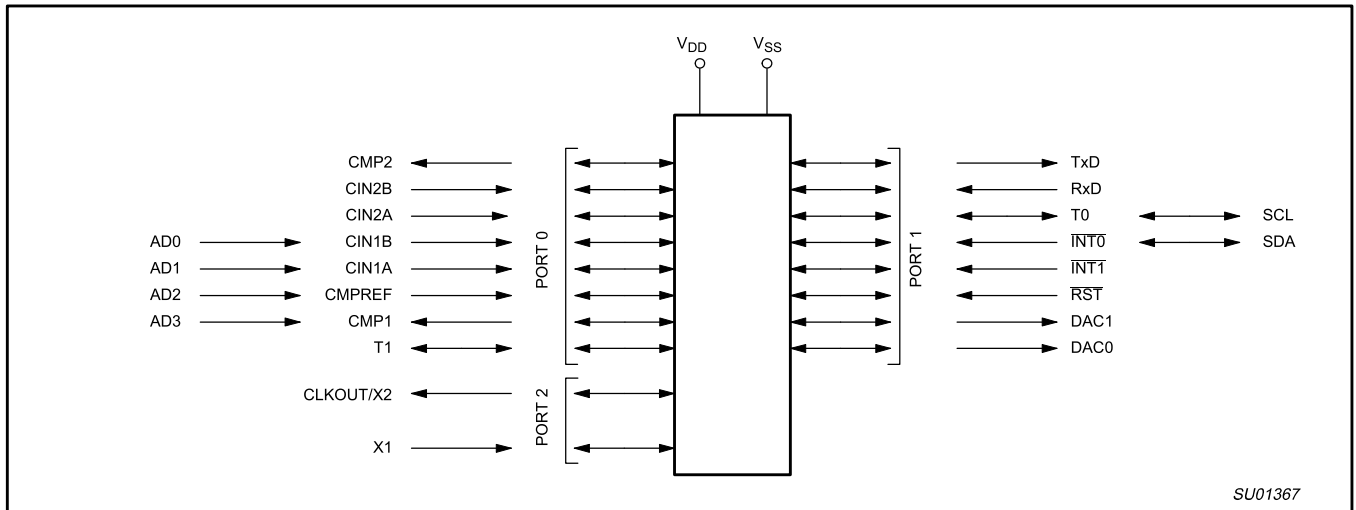 VDD VSS
CMP2 TxD
CIN2B RxD
CIN2A T0 SCL
AD0 CIN1B INT0 SDA
AD1 CIN1A INT1
AD2 CMPREF RST
AD3 CMP1 DAC1
T1 DAC0
PORT 0
PORT 1
CLKOUT/X2
X1
PORT 2
SU01367